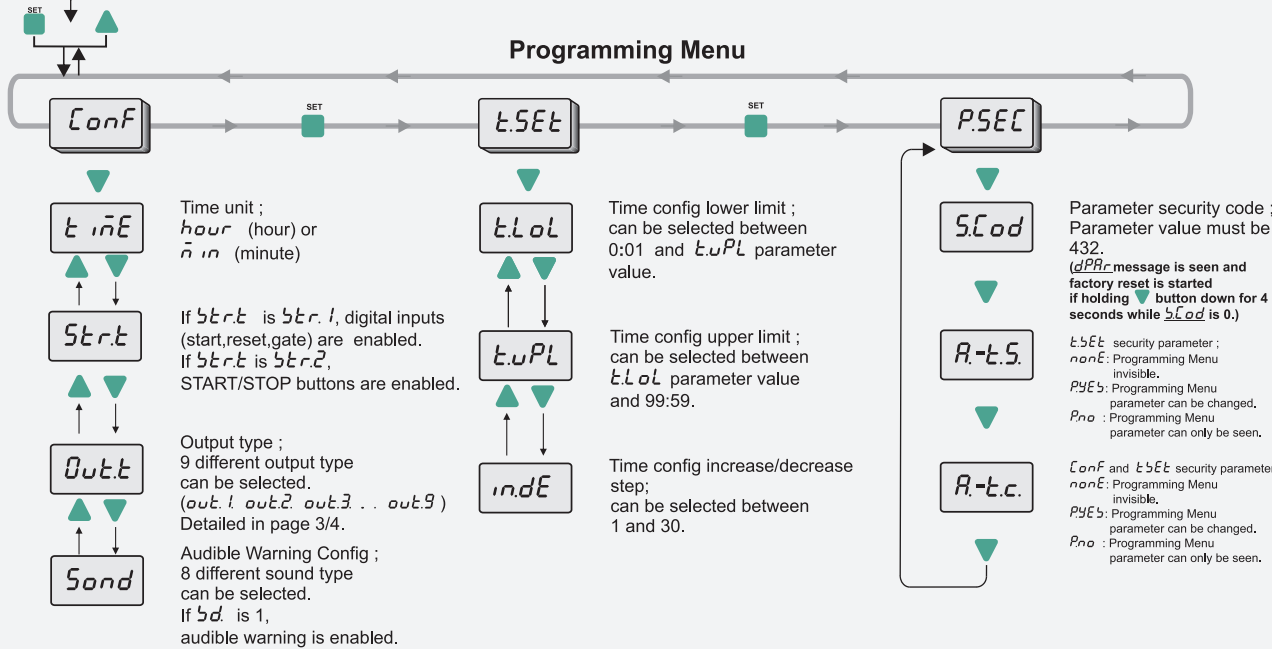 SET
Programming Menu
ConF
SET
t.SEt
SET
P.SEC
t imE
Time unit ;
hour (hour) or
min (minute)
Str.t
If Str.t is Str.1, digital inputs
(start,reset,gate) are enabled.
If Str.t is Str.2,
START/STOP buttons are enabled.
Out.t
Output type ;
9 different output type
can be selected.
(out.1. out.2. out.3. . . out.9 )
Detailed in page 3/4.
Sond
Audible Warning Config ;
8 different sound type
can be selected.
If Sd. is 1,
audible warning is enabled.
t.LoL
Time config lower limit ;
can be selected between
0:01 and t.uPL parameter
value.
t.uPL
Time config upper limit ;
can be selected between
t.LoL parameter value
and 99:59.
in.dE
Time config increase/decrease
step;
can be selected between
1 and 30.
S.Cod
Parameter security code ;
Parameter value must be
432.
(dPAr message is seen and
factory reset is started
if holding button down for 4
seconds while S.Cod is 0.)
A.-t.S.
t.SEt security parameter ;
nonE: Programming Menu
invisible.
P.YES: Programming Menu
parameter can be changed.
P.no : Programming Menu
parameter can only be seen.
A.-t.c.
ConF and tSEt security parameter
nonE: Programming Menu
invisible.
P.YES: Programming Menu
parameter can be changed.
P.no : Programming Menu
parameter can only be seen.